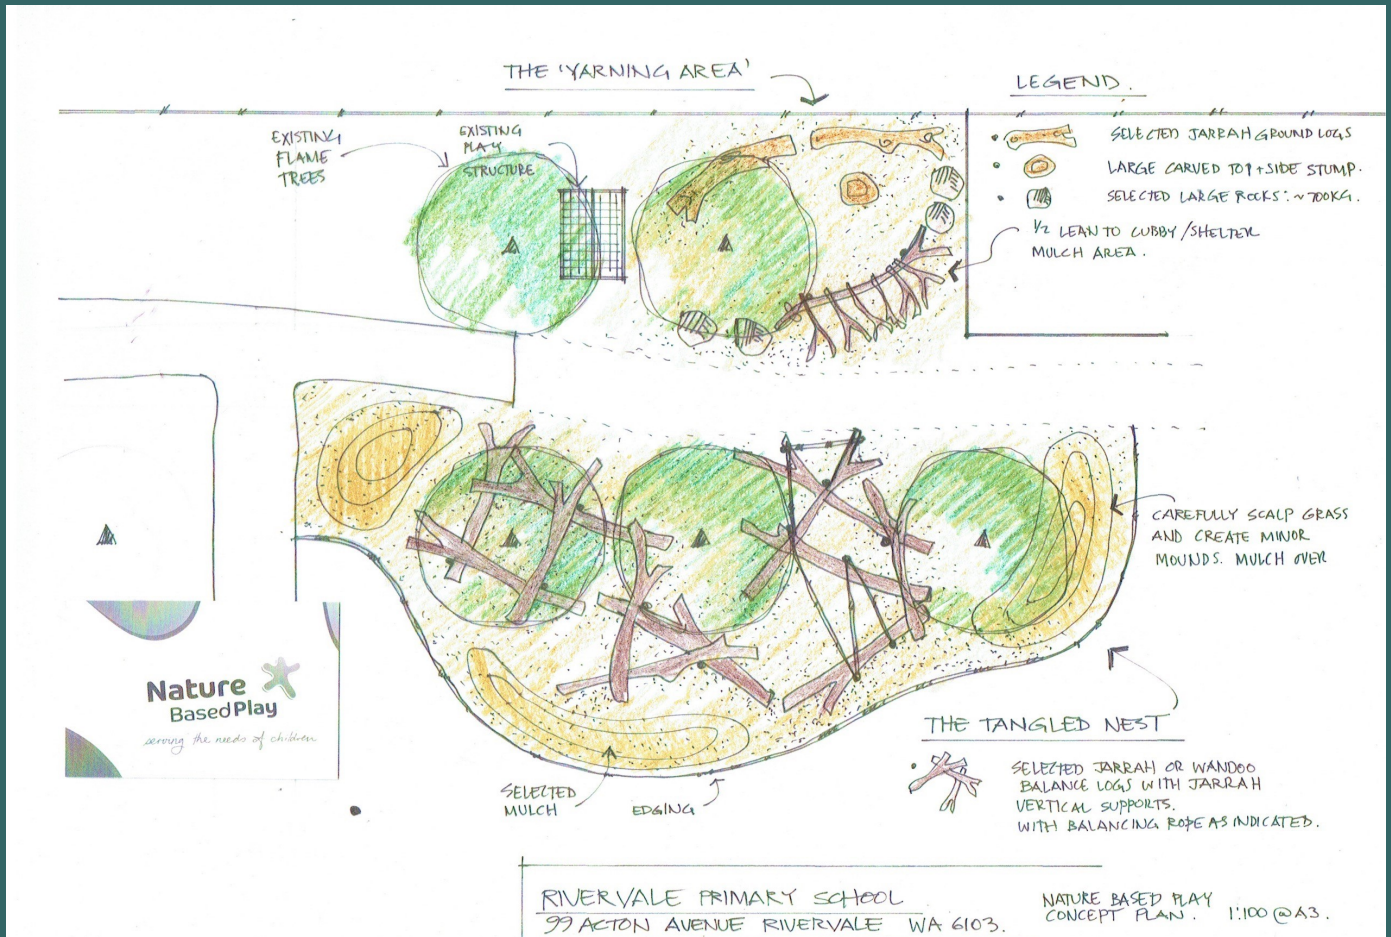 THE 'YARNING AREA'
LEGEND.
EXISTING
FLAME
TREES
EXISTING
PLAY
STRUCTURE
SELECTED JARRAH GROUND LOGS
LARGE CARVED TOP + SIDE STUMP.
SELECTED LARGE ROCKS: ~700KG.
1/2 LEAN TO CUBBY/SHELTER
MULCH AREA.
CAREFULLY SCALP GRASS
AND CREATE MINOR
MOUNDS. MULCH OVER
Nature
Based Play
serving the needs of children
THE TANGLED NEST
SELECTED JARRAH OR WANDOO
BALANCE LOGS WITH JARRAH
VERTICAL SUPPORTS.
WITH BALANCING ROPE AS INDICATED.
SELECTED
MULCH
EDGING
RIVERVALE PRIMARY SCHOOL
99 ACTON AVENUE RIVERVALE WA 6103.
NATURE BASED PLAY
CONCEPT PLAN. 1:100 @ A3.